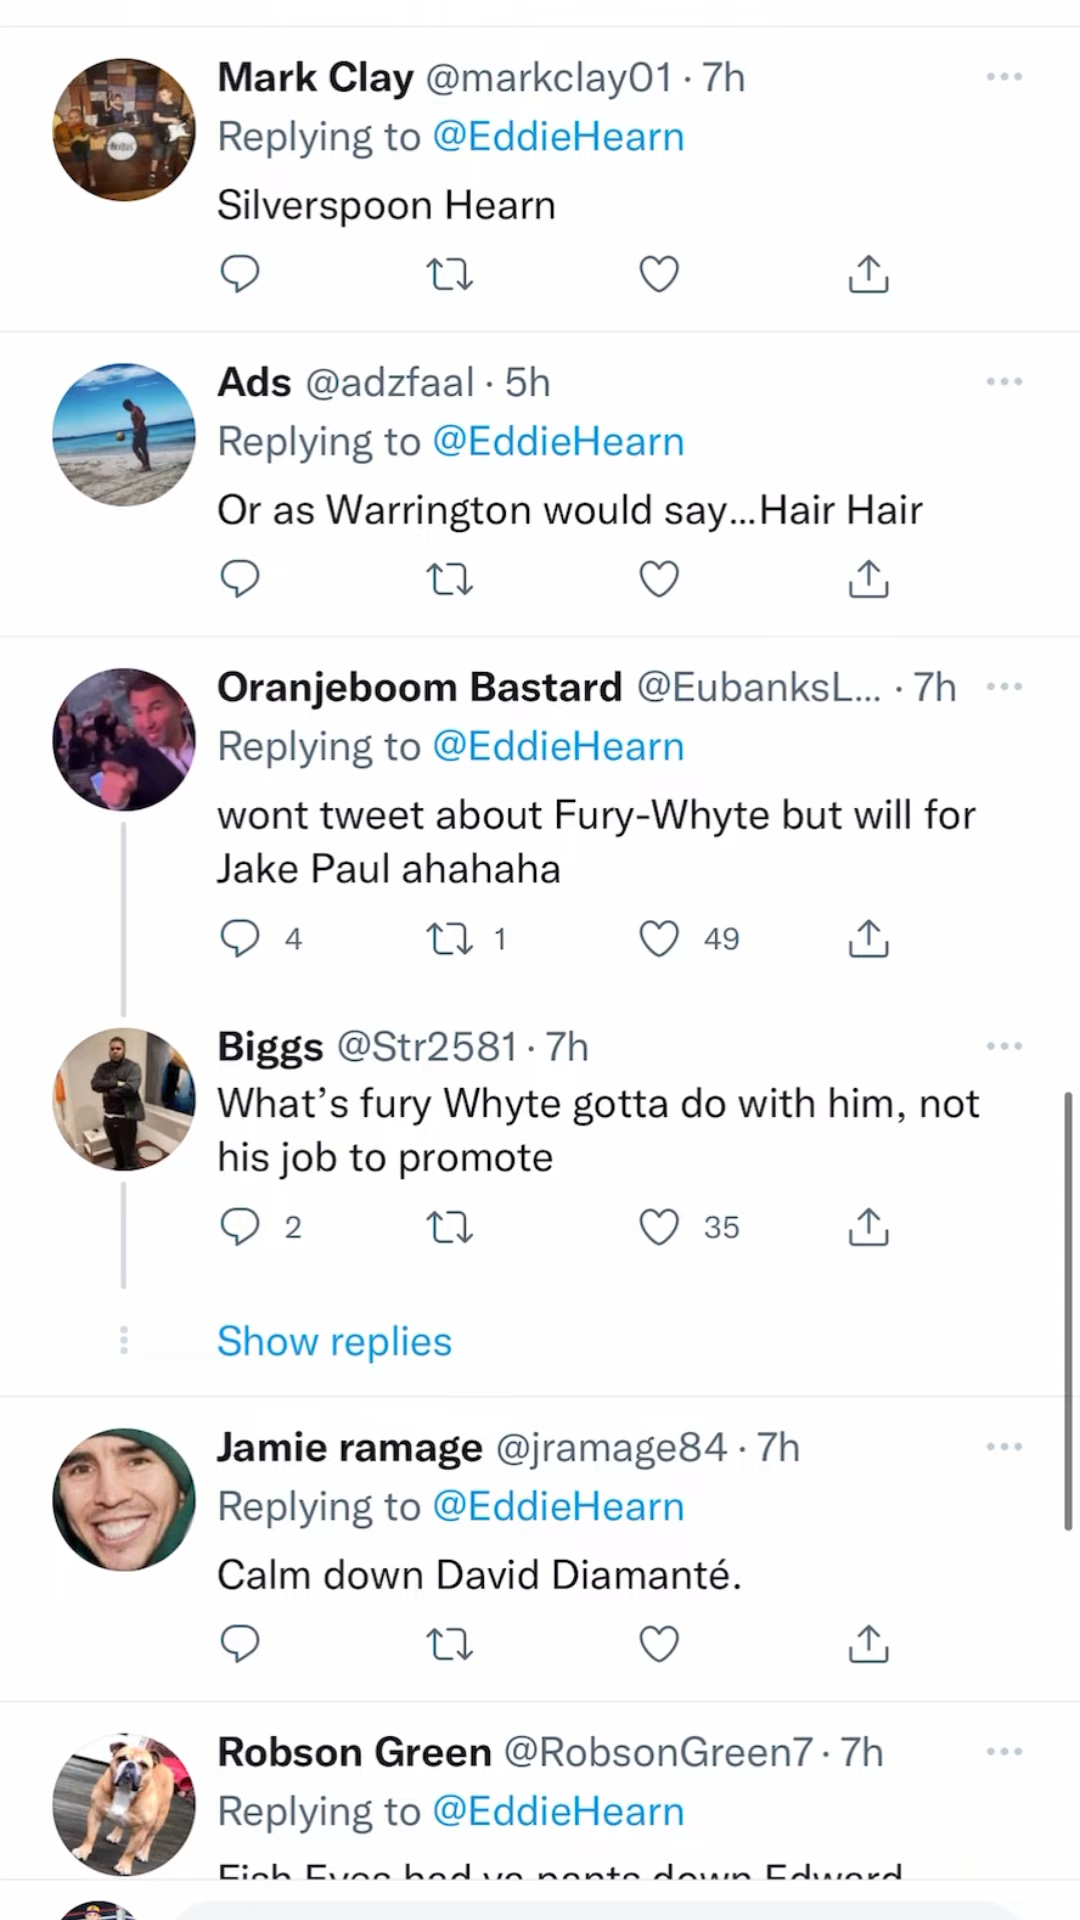 Mark Clay @markclay01 · 7h
Replying to @EddieHearn
Silverspoon Hearn
Ads @adzfaal · 5h
Replying to @EddieHearn
Or as Warrington would say...Hair Hair
Oranjeboom Bastard @EubanksL... · 7h
Replying to @EddieHearn
wont tweet about Fury-Whyte but will for
Jake Paul ahahaha
4 1 49
Biggs @Str2581 · 7h
What’s fury Whyte gotta do with him, not
his job to promote
2 35
Show replies
Jamie ramage @jramage84 · 7h
Replying to @EddieHearn
Calm down David Diamanté.
Robson Green @RobsonGreen7 · 7h
Replying to @EddieHearn
Fish Eyes had ya pants down Edward